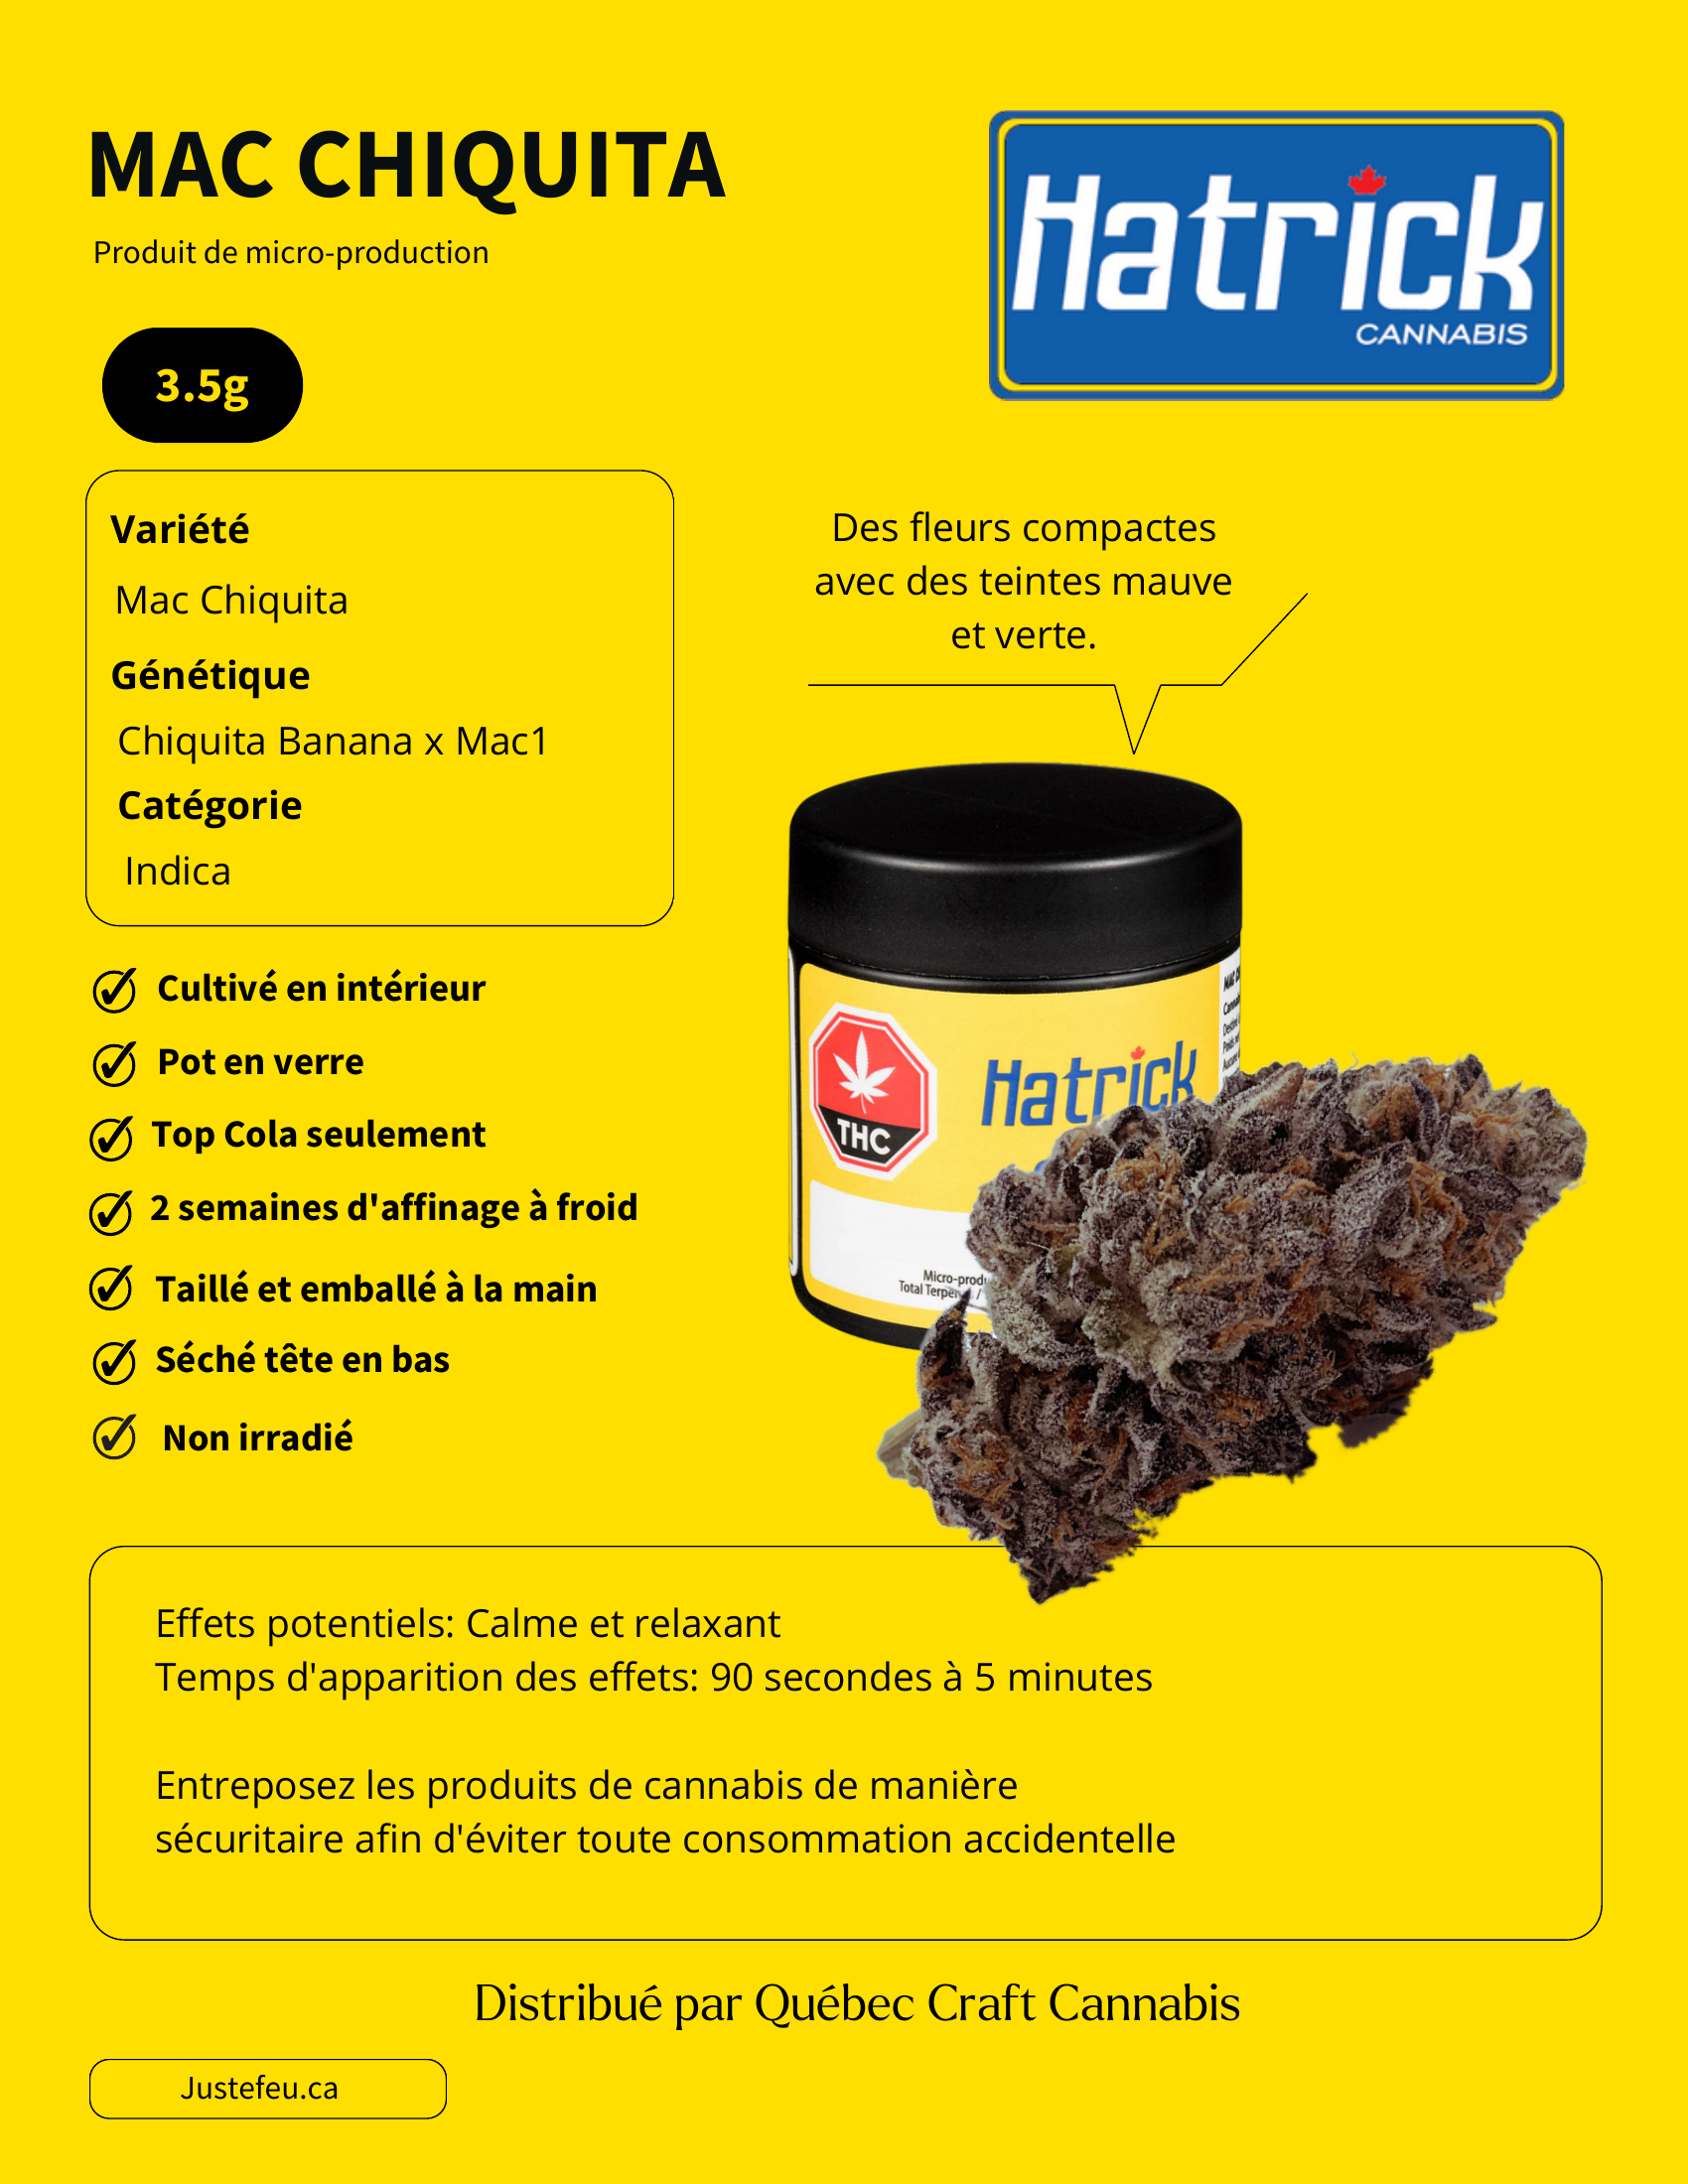 MAC CHIQUITA
Produit de micro-production
Hatrick
CANNABIS
3.5g
Variété
Mac Chiquita
Génétique
Chiquita Banana x Mac1
Catégorie
Indica
Des fleurs compactes
avec des teintes mauve
et verte.
Cultivé en intérieur
Pot en verre
Top Cola seulement
2 semaines d'affinage à froid
Taillé et emballé à la main
Séché tête en bas
Non irradié
THC
Hatrick
Total
Effets potentiels: Calme et relaxant
Temps d'apparition des effets: 90 secondes à 5 minutes
Entreposez les produits de cannabis de manière
sécuritaire afin d'éviter toute consommation accidentelle
Distribué par Québec Craft Cannabis
Justefeu.ca